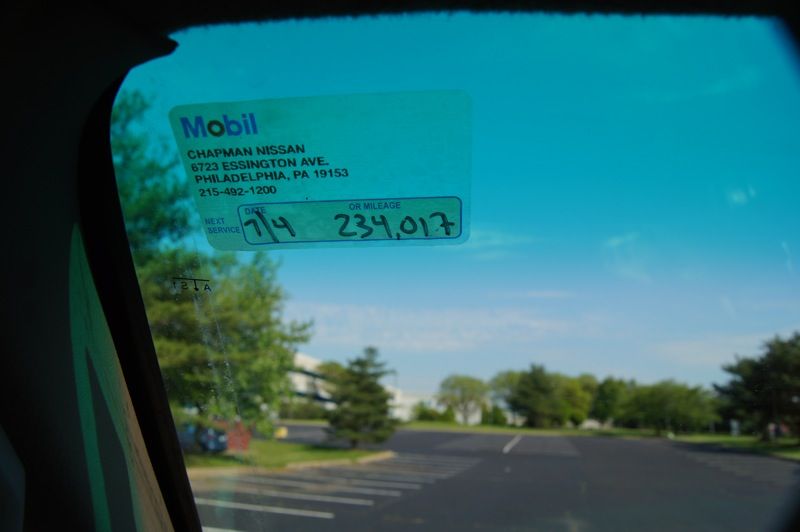 Mobil
CHAPMAN NISSAN
6723 ESSINGTON AVE.
PHILADELPHIA, PA 19153
215-492-1200
NEXT SERVICE
DATE OR MILEAGE
7/4 234,017